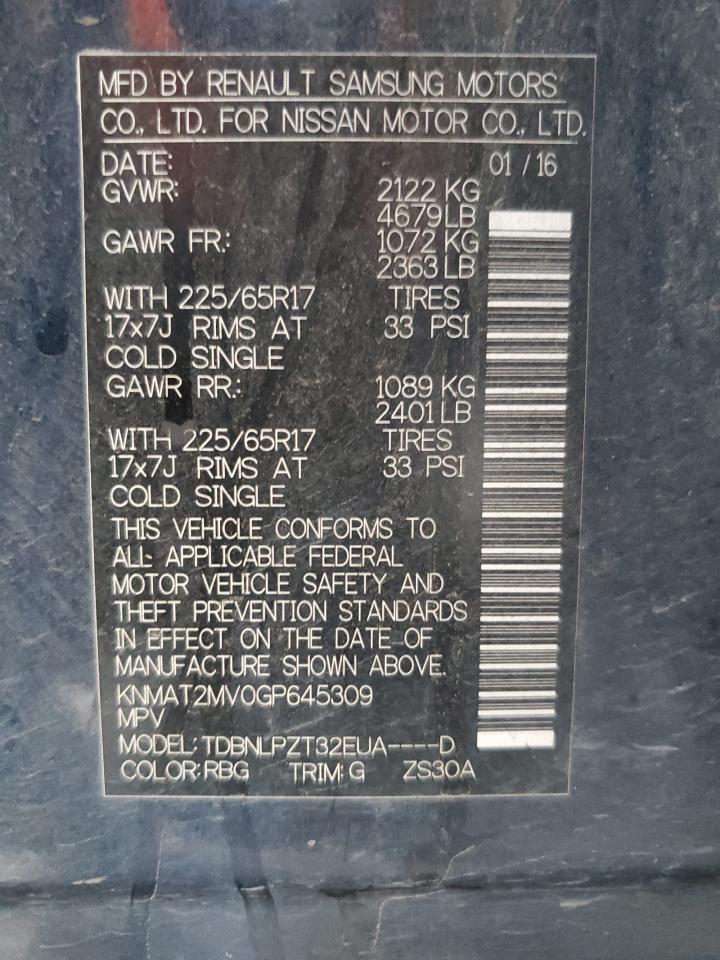 MFD BY RENAULT SAMSUNG MOTORS
CO., LTD. FOR NISSAN MOTOR CO., LTD.
DATE: 01 / 16
GVWR: 2122 KG
4679 LB
GAWR FR.: 1072 KG
2363 LB
WITH 225/65R17 TIRES
17x7J RIMS AT 33 PSI
COLD SINGLE
GAWR RR.: 1089 KG
2401 LB
WITH 225/65R17 TIRES
17x7J RIMS AT 33 PSI
COLD SINGLE
THIS VEHICLE CONFORMS TO
ALL APPLICABLE FEDERAL
MOTOR VEHICLE SAFETY AND
THEFT PREVENTION STANDARDS
IN EFFECT ON THE DATE OF
MANUFACTURE SHOWN ABOVE.
KNMAT2MV0GP645309
MPV
MODEL: TDBNLPZT32EUA----D
COLOR: RBG TRIM: G ZS30A